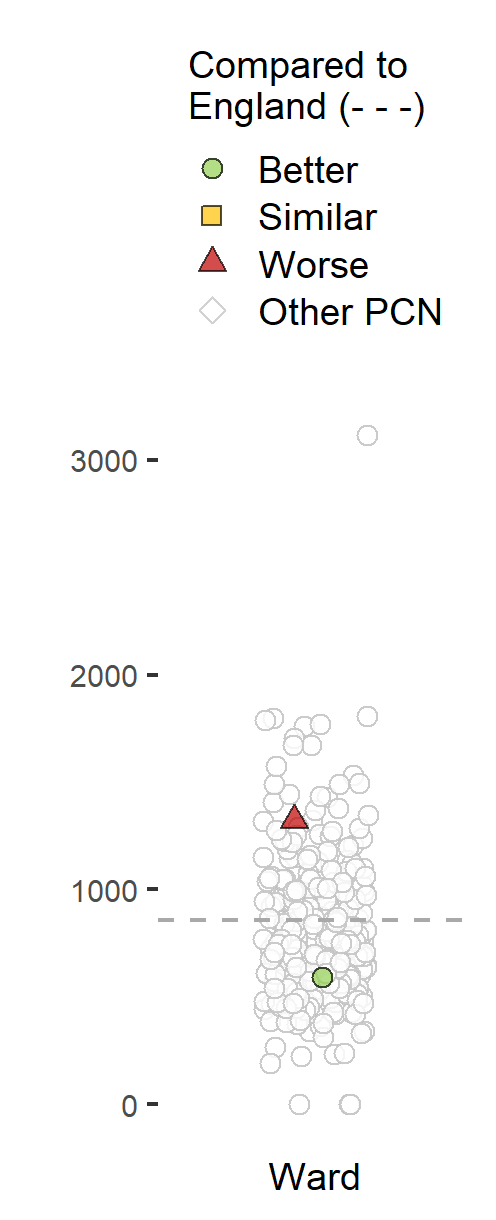 Compared to
England (- - -)
Better
Similar
Worse
Other PCN
3000
2000
1000
0
Ward